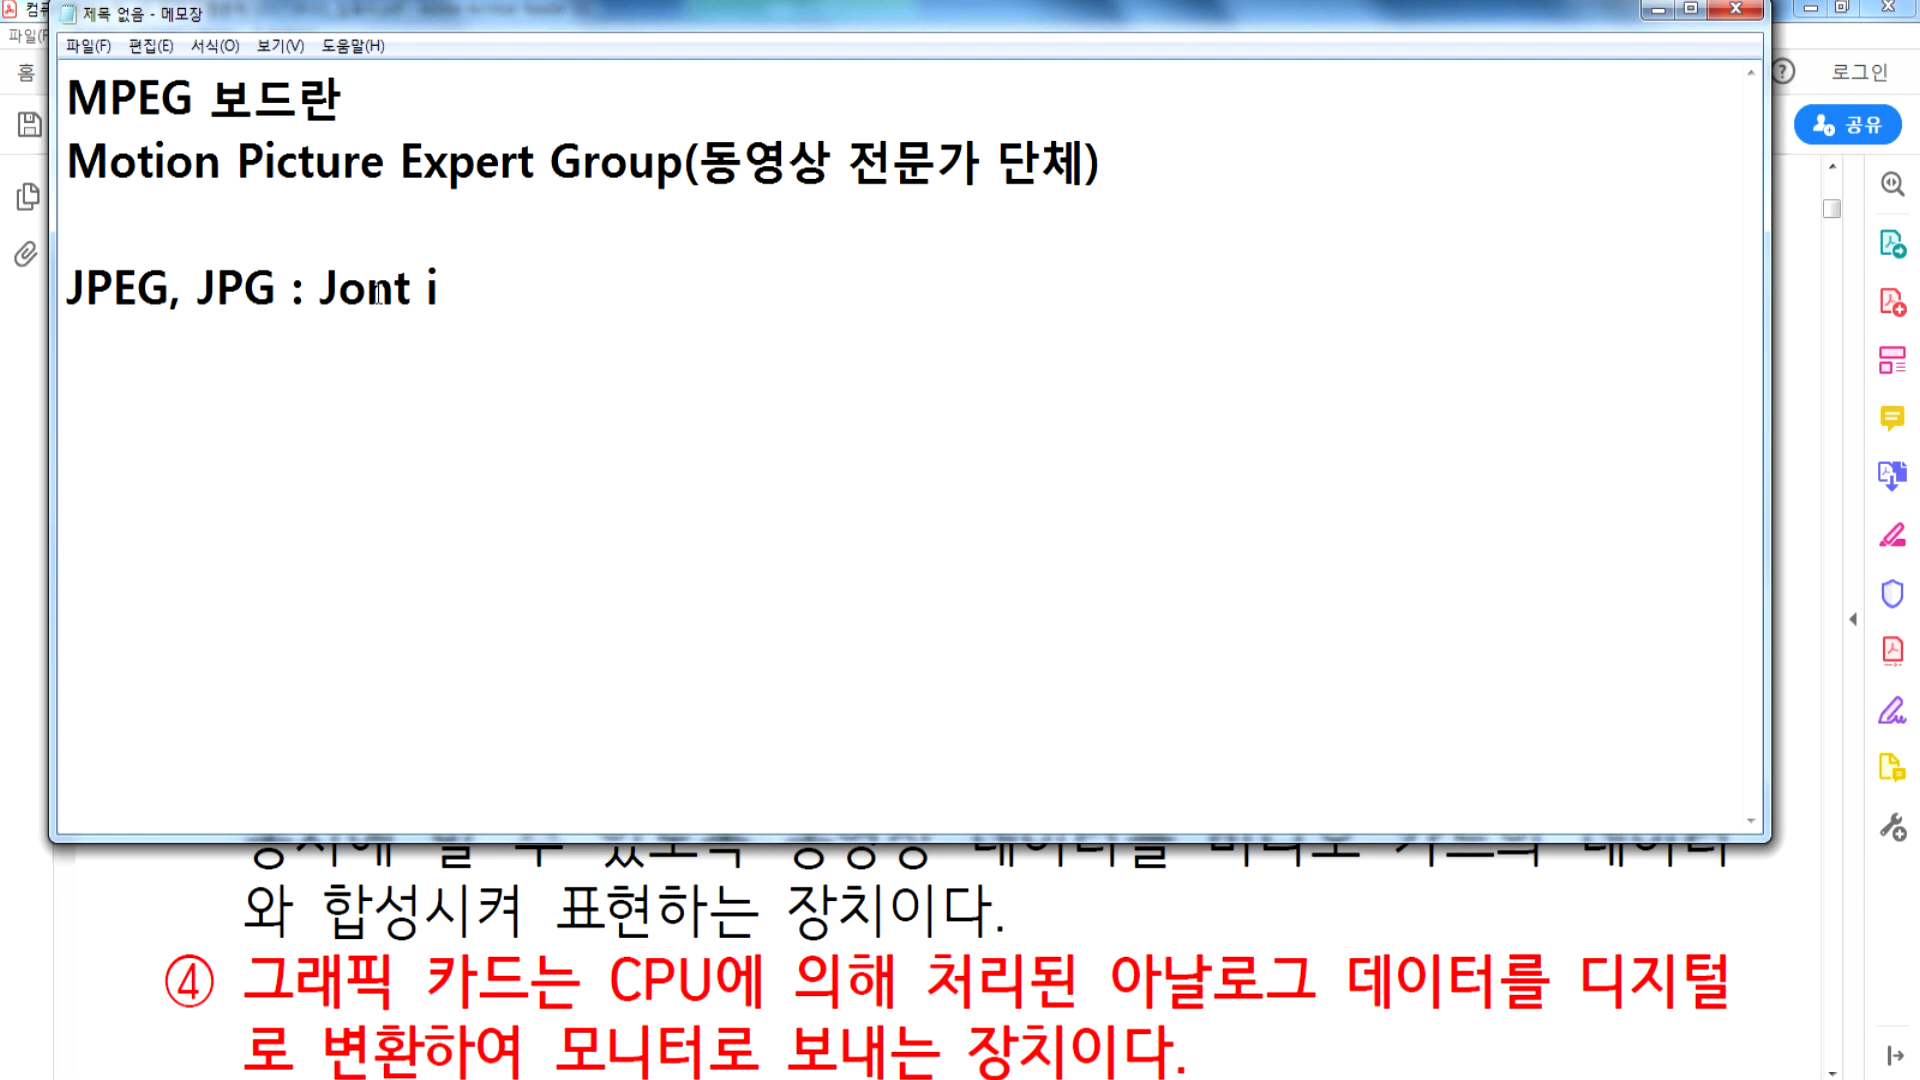 컴퓨
제목 없음 - 메모장
파일(F) 편집(E) 서식(O) 보기(V) 도움말(H)
파일(F
홈
로그인
공유
MPEG 보드란
Motion Picture Expert Group(동영상 전문가 단체)
JPEG, JPG : Jont i
와 합성시켜 표현하는 장치이다.
④ 그래픽 카드는 CPU에 의해 처리된 아날로그 데이터를 디지털
로 변환하여 모니터로 보내는 장치이다.